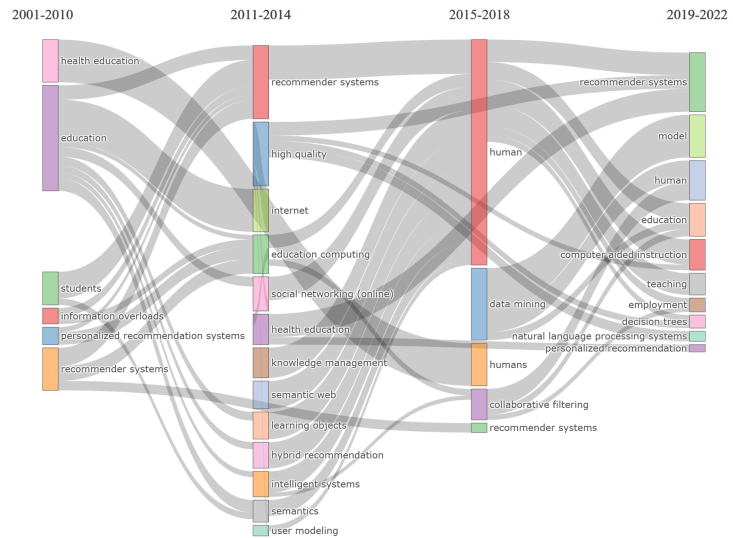 2001-2010
2011-2014
2015-2018
2019-2022
health education
education
students
information overloads
personalized recommendation systems
recommender systems
recommender systems
high quality
internet
education computing
social networking (online)
health education
knowledge management
semantic web
learning objects
hybrid recommendation
intelligent systems
semantics
user modeling
human
data mining
humans
collaborative filtering
recommender systems
recommender systems
model
human
education
computer aided instruction
teaching
employment
decision trees
natural language processing systems
personalized recommendation